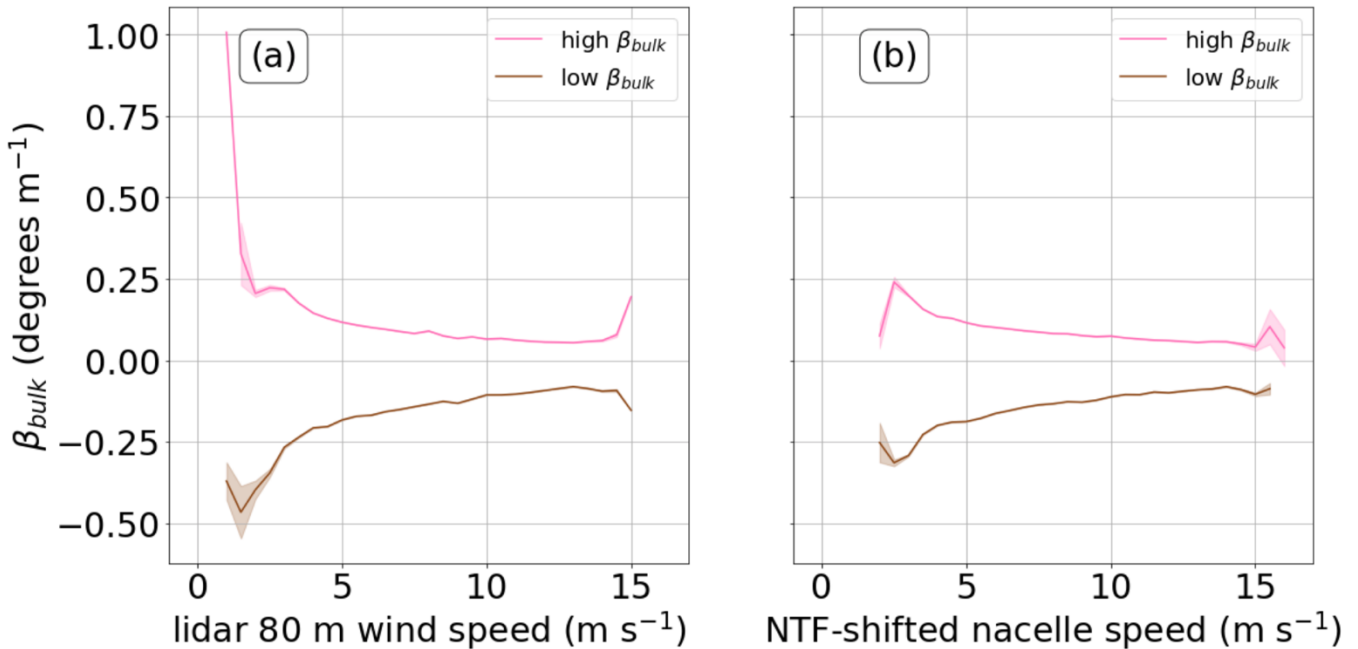 (a)
high β_bulk
low β_bulk
(b)
high β_bulk
low β_bulk
β_bulk (degrees m⁻¹)
1.00
0.75
0.50
0.25
0.00
−0.25
−0.50
0 5 10 15
0 5 10 15
lidar 80 m wind speed (m s⁻¹)
NTF-shifted nacelle speed (m s⁻¹)